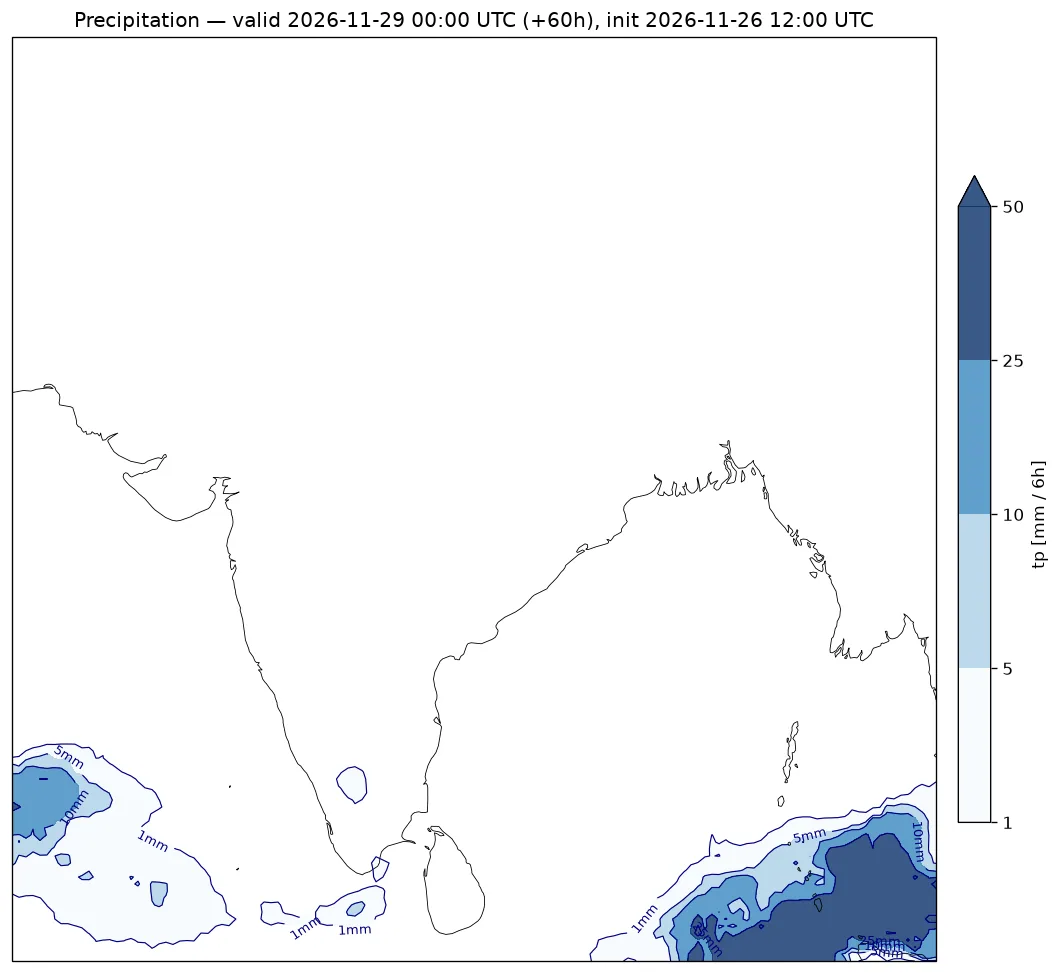 Precipitation — valid 2026-11-29 00:00 UTC (+60h), init 2026-11-26 12:00 UTC
50
25
10
5
1
tp [mm / 6h]
5mm
10mm
1mm
1mm
1mm
1mm
5mm
10mm
25mm